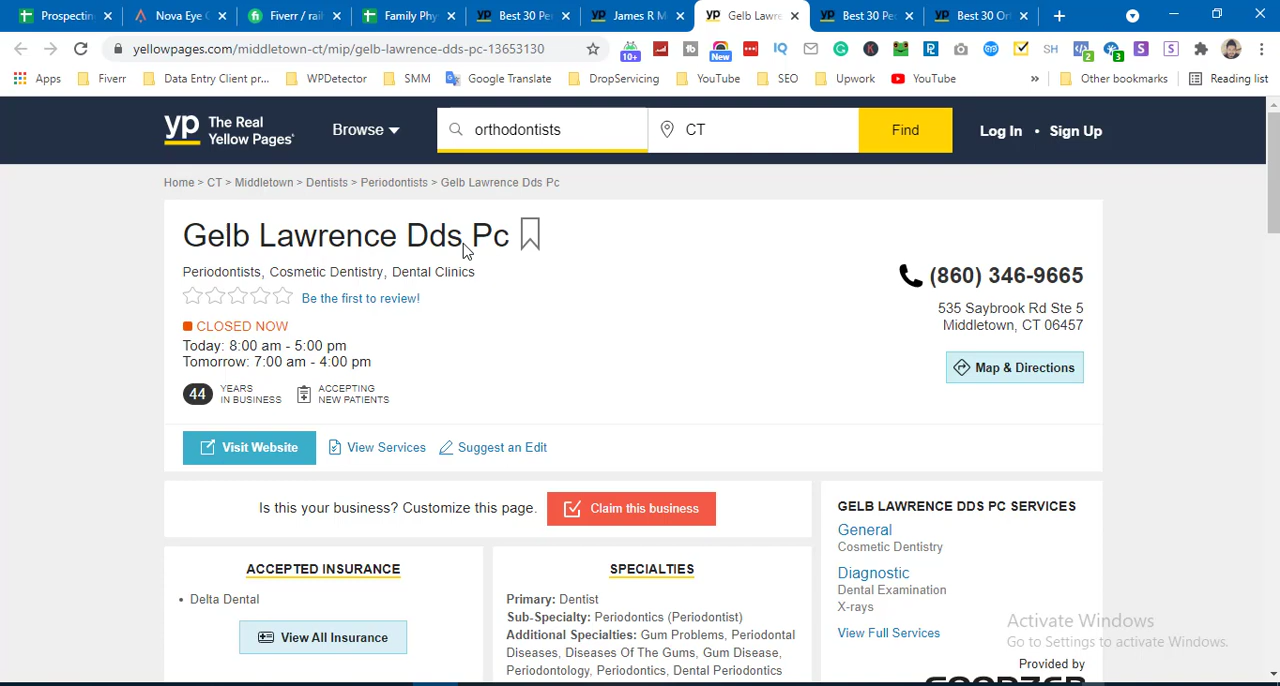 Prospectin
Nova Eye C
Fiverr / rai
Family Phy
Best 30 Pe
James R M
Gelb Lawre
Best 30 Pe
Best 30 Or
yellowpages.com/middletown-ct/mip/gelb-lawrence-dds-pc-13653130
10+
New
IQ
SH
2
3
Apps
Fiverr
Data Entry Client pr...
WPDetector
SMM
Google Translate
DropServicing
YouTube
SEO
Upwork
YouTube
»
Other bookmarks
Reading list
yp The Real Yellow Pages
Browse
orthodontists
CT
Find
Log In • Sign Up
Home > CT > Middletown > Dentists > Periodontists > Gelb Lawrence Dds Pc
Gelb Lawrence Dds Pc
Periodontists, Cosmetic Dentistry, Dental Clinics
Be the first to review!
CLOSED NOW
Today: 8:00 am - 5:00 pm
Tomorrow: 7:00 am - 4:00 pm
44 YEARS IN BUSINESS
ACCEPTING NEW PATIENTS
(860) 346-9665
535 Saybrook Rd Ste 5
Middletown, CT 06457
Map & Directions
Visit Website
View Services
Suggest an Edit
Is this your business? Customize this page.
Claim this business
ACCEPTED INSURANCE
• Delta Dental
View All Insurance
SPECIALTIES
Primary: Dentist
Sub-Specialty: Periodontics (Periodontist)
Additional Specialties: Gum Problems, Periodontal
Diseases, Diseases Of The Gums, Gum Disease,
Periodontology, Periodontics, Dental Periodontics
GELB LAWRENCE DDS PC SERVICES
General
Cosmetic Dentistry
Diagnostic
Dental Examination
X-rays
View Full Services
Activate Windows
Go to Settings to activate Windows.
Provided by